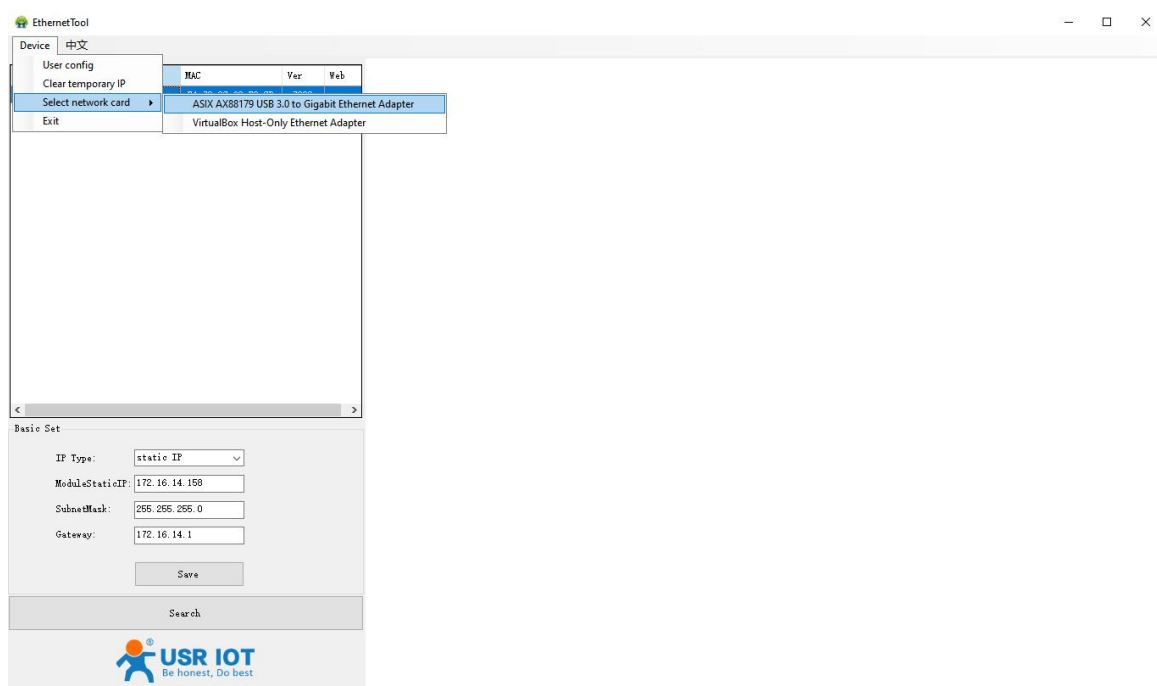 EthernetTool
Device 中文
User config
MAC Ver Web
Clear temporary IP
Select network card
ASIX AX88179 USB 3.0 to Gigabit Ethernet Adapter
Exit
VirtualBox Host-Only Ethernet Adapter
Basic Set
IP Type: static IP
ModuleStaticIP: 172.16.14.158
SubnetMask: 255.255.255.0
Gateway: 172.16.14.1
Save
Search
®
USR IOT
Be honest, Do best